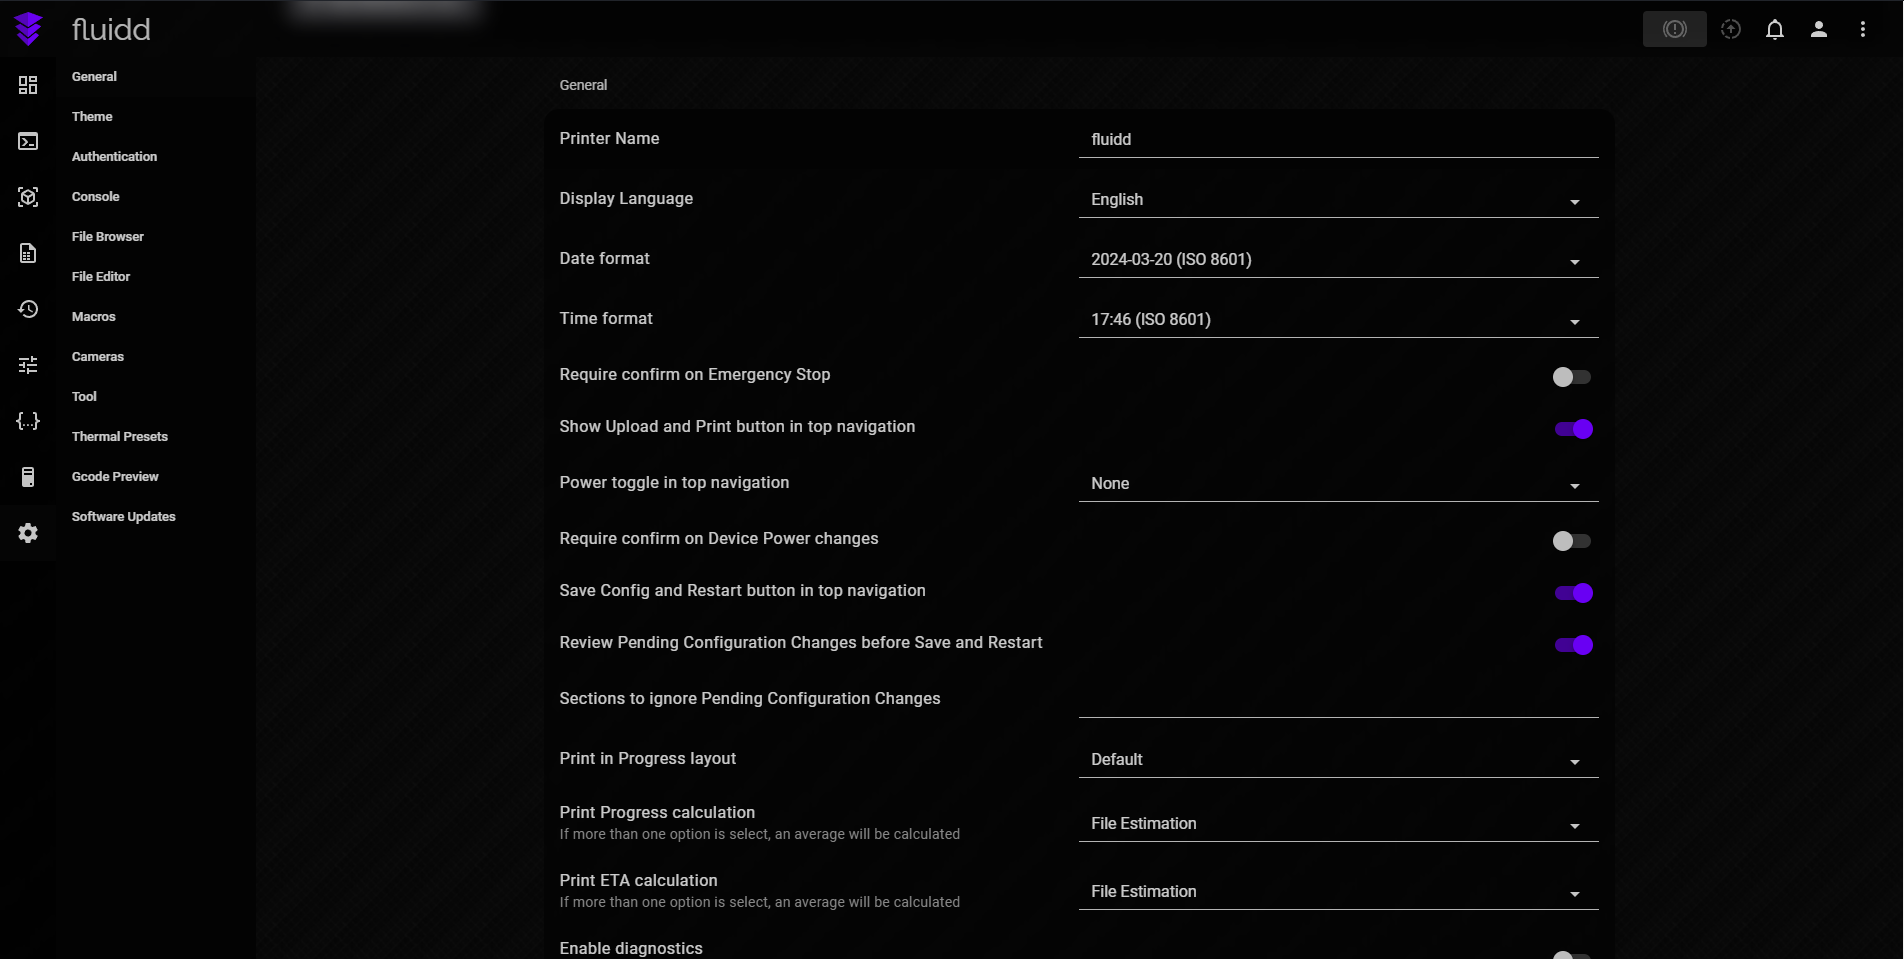 fluidd
General
Theme
Authentication
Console
File Browser
File Editor
Macros
Cameras
Tool
Thermal Presets
Gcode Preview
Software Updates
General
Printer Name
fluidd
Display Language
English
Date format
2024-03-20 (ISO 8601)
Time format
17:46 (ISO 8601)
Require confirm on Emergency Stop
Show Upload and Print button in top navigation
Power toggle in top navigation
None
Require confirm on Device Power changes
Save Config and Restart button in top navigation
Review Pending Configuration Changes before Save and Restart
Sections to ignore Pending Configuration Changes
Print in Progress layout
Default
Print Progress calculation
If more than one option is select, an average will be calculated
File Estimation
Print ETA calculation
If more than one option is select, an average will be calculated
File Estimation
Enable diagnostics